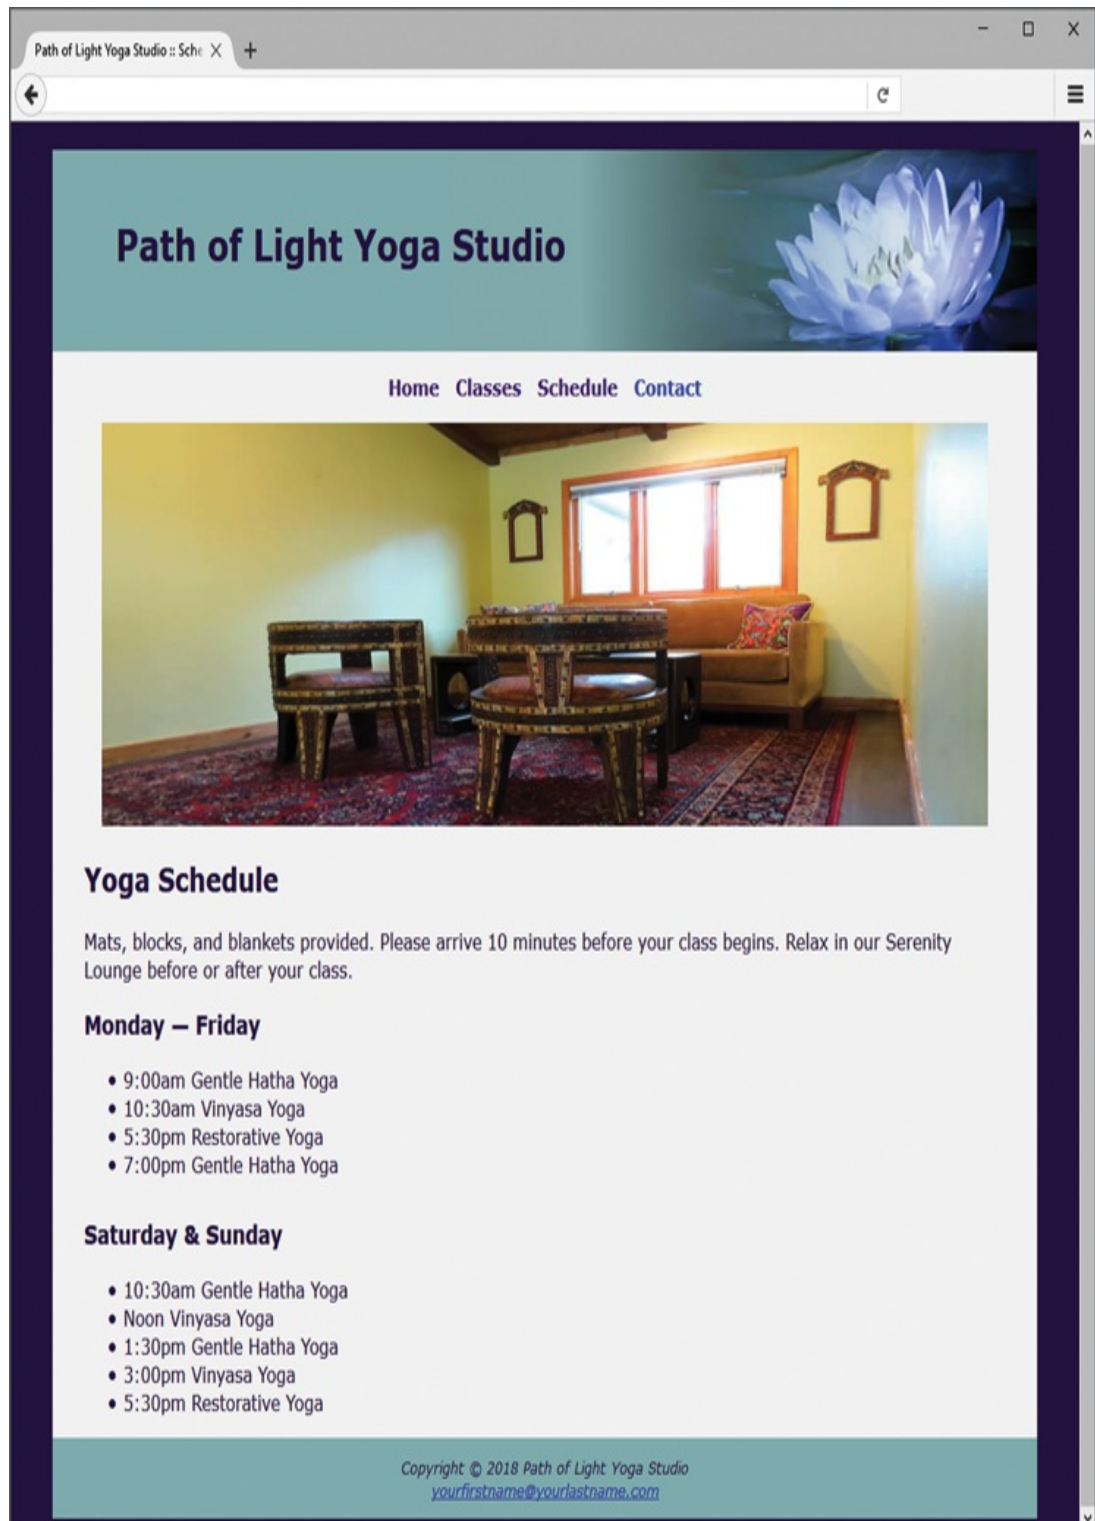 Path of Light Yoga Studio :: Sche
Path of Light Yoga Studio
Home Classes Schedule Contact
Yoga Schedule
Mats, blocks, and blankets provided. Please arrive 10 minutes before your class begins. Relax in our Serenity
Lounge before or after your class.
Monday — Friday
• 9:00am Gentle Hatha Yoga
• 10:30am Vinyasa Yoga
• 5:30pm Restorative Yoga
• 7:00pm Gentle Hatha Yoga
Saturday & Sunday
• 10:30am Gentle Hatha Yoga
• Noon Vinyasa Yoga
• 1:30pm Gentle Hatha Yoga
• 3:00pm Vinyasa Yoga
• 5:30pm Restorative Yoga
Copyright © 2018 Path of Light Yoga Studio
yourfirstname@yourlastname.com